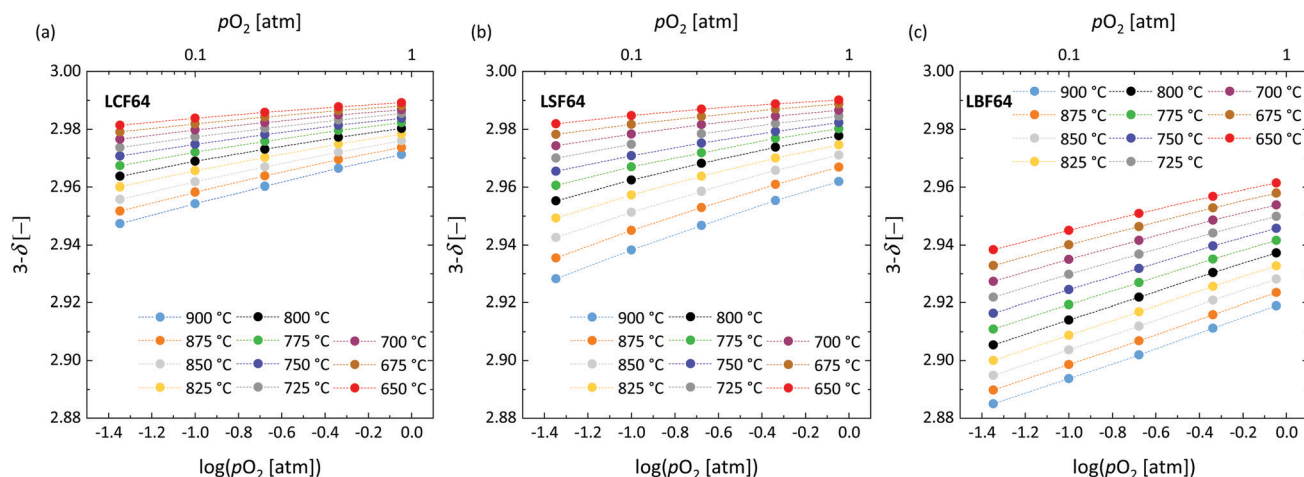 (a)
pO2 [atm]
0.1 1
3.00
2.98
2.96
2.94
2.92
2.90
2.88
3-δ [−]
LCF64
900 °C 800 °C
875 °C 775 °C 700 °C
850 °C 750 °C 675 °C
825 °C 725 °C 650 °C
-1.4 -1.2 -1.0 -0.8 -0.6 -0.4 -0.2 0.0
log(pO2 [atm])
(b)
pO2 [atm]
0.1 1
3.00
2.98
2.96
2.94
2.92
2.90
2.88
3-δ [−]
LSF64
900 °C 800 °C
875 °C 775 °C 700 °C
850 °C 750 °C 675 °C
825 °C 725 °C 650 °C
-1.4 -1.2 -1.0 -0.8 -0.6 -0.4 -0.2 0.0
log(pO2 [atm])
(c)
pO2 [atm]
0.1 1
3.00
2.98
2.96
2.94
2.92
2.90
2.88
3-δ [−]
LBF64
900 °C 800 °C 700 °C
875 °C 775 °C 675 °C
850 °C 750 °C 650 °C
825 °C 725 °C
-1.4 -1.2 -1.0 -0.8 -0.6 -0.4 -0.2 0.0
log(pO2 [atm])